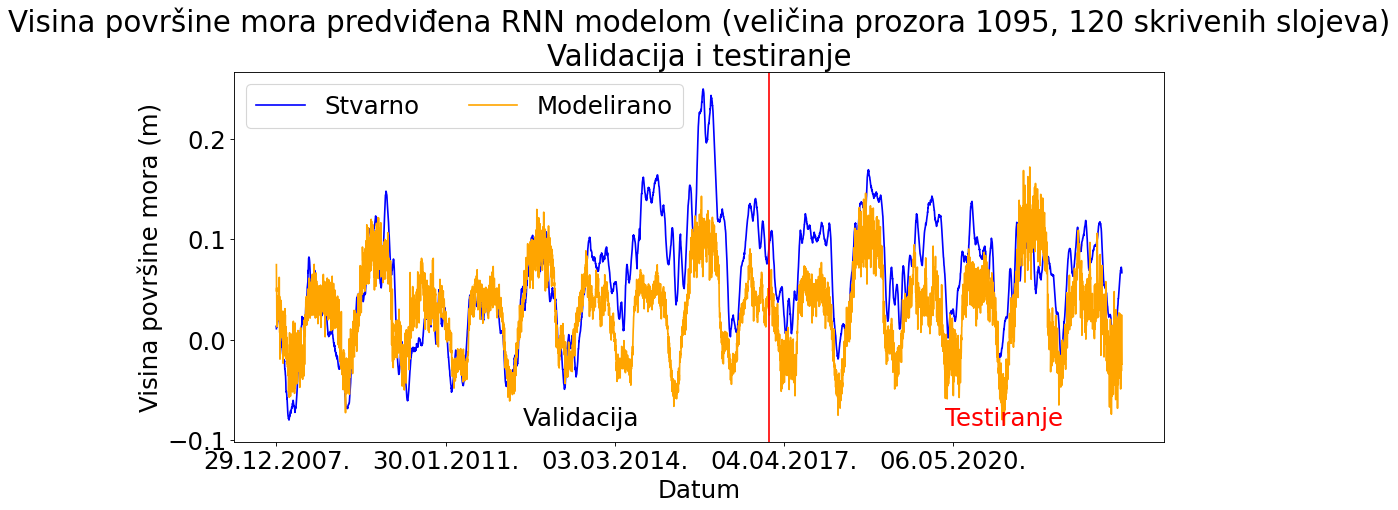 Visina površine mora predviđena RNN modelom (veličina prozora 1095, 120 skrivenih slojeva)
Validacija i testiranje
Stvarno
Modelirano
Visina površine mora (m)
0.2
0.1
0.0
−0.1
Validacija
Testiranje
29.12.2007.
30.01.2011.
03.03.2014.
04.04.2017.
06.05.2020.
Datum